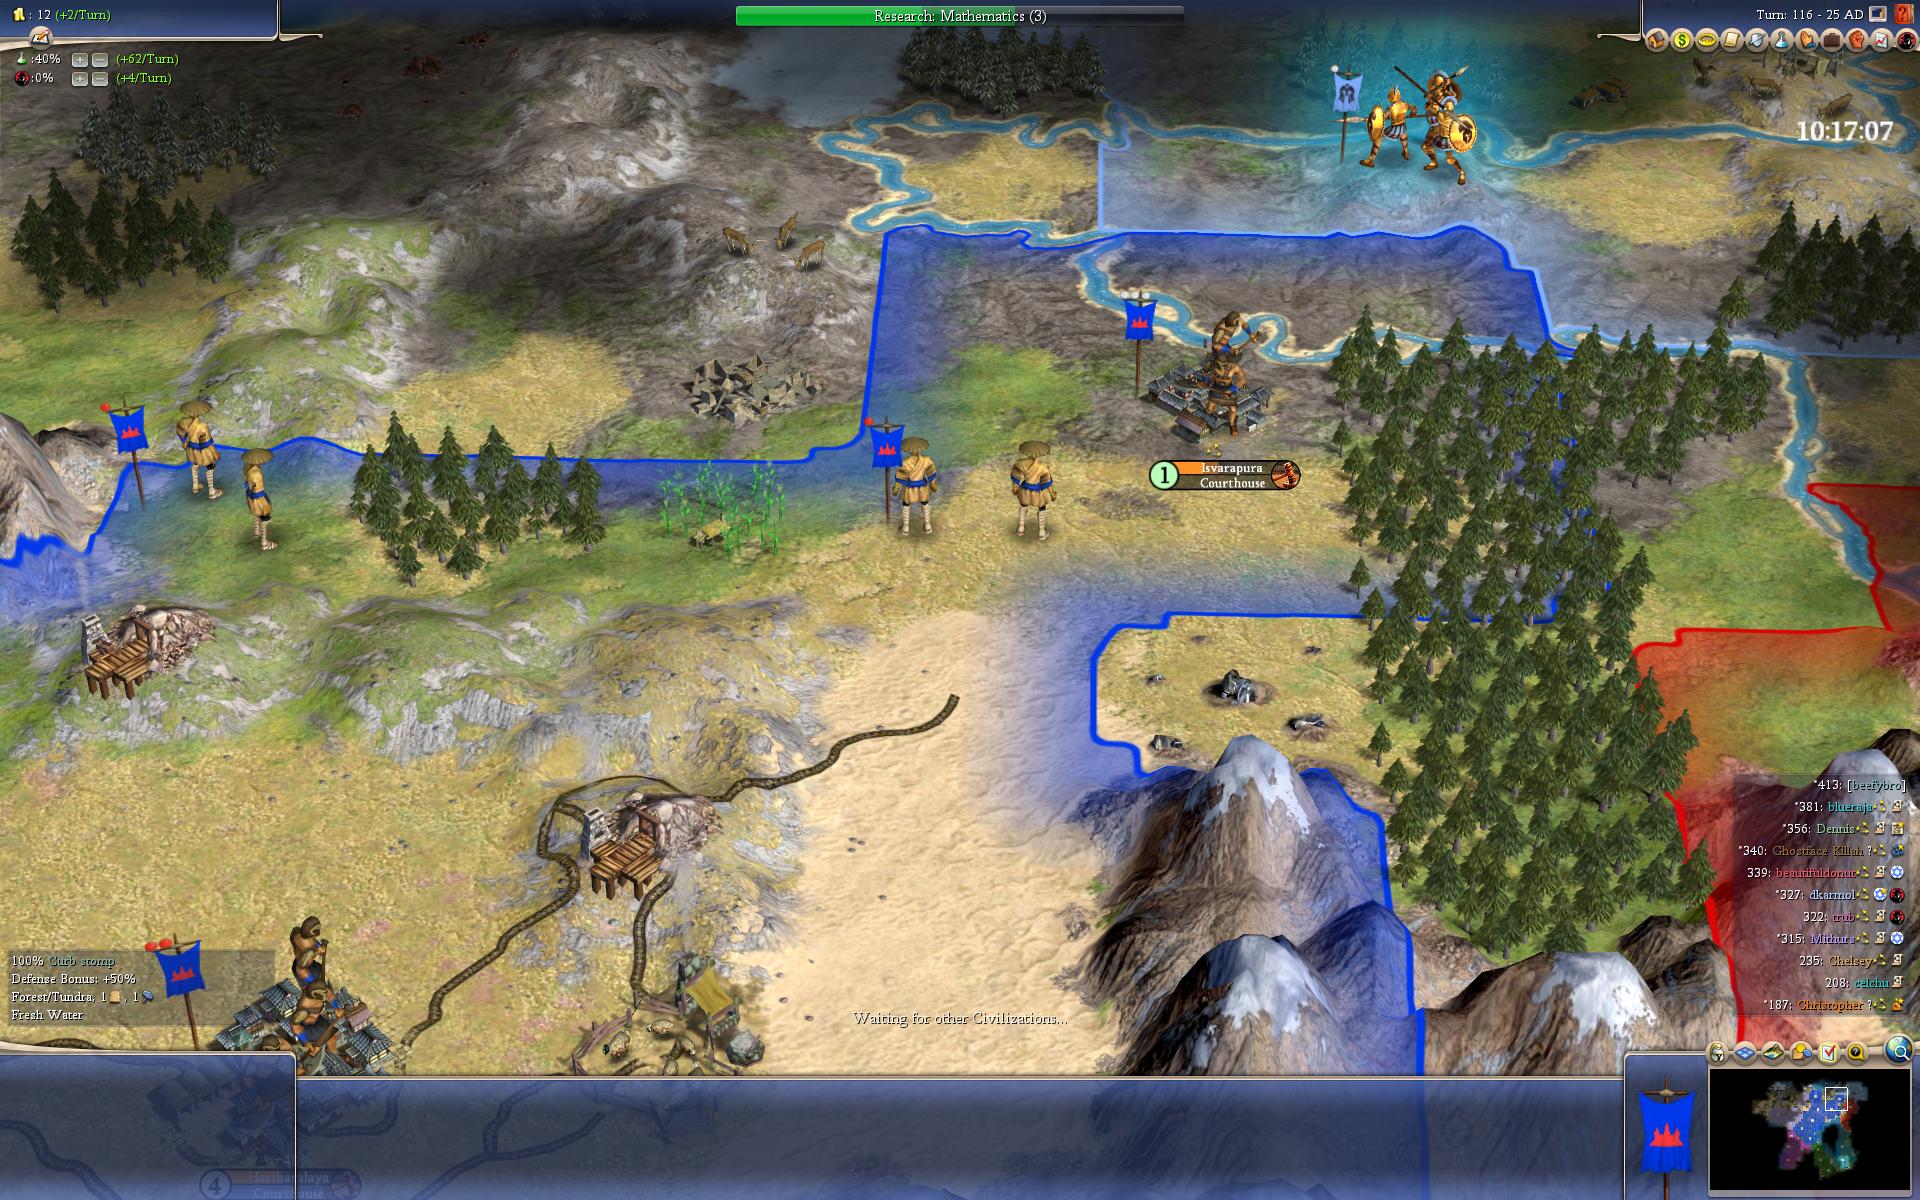 : 12 (+2/Turn)
Research: Mathematics (3)
Turn: 116 - 25 AD
:40% (+62/Turn)
:0% (+4/Turn)
10:17:07
1 Isvarapura
Courthouse
*413: [beefybro]
*381: blueraja
*356: Dennis
*340: Ghostface Killah ?
339: beautifuldonut
*327: dkarmol
322: trub
*315: Mithurs
235: Chelsey
208: celchu
*187: Christopher ?
100% Curb stomp
Defense Bonus: +50%
Forest/Tundra, 1 , 1
Fresh Water
Waiting for other Civilizations...
4 Hariharalaya
Courthouse